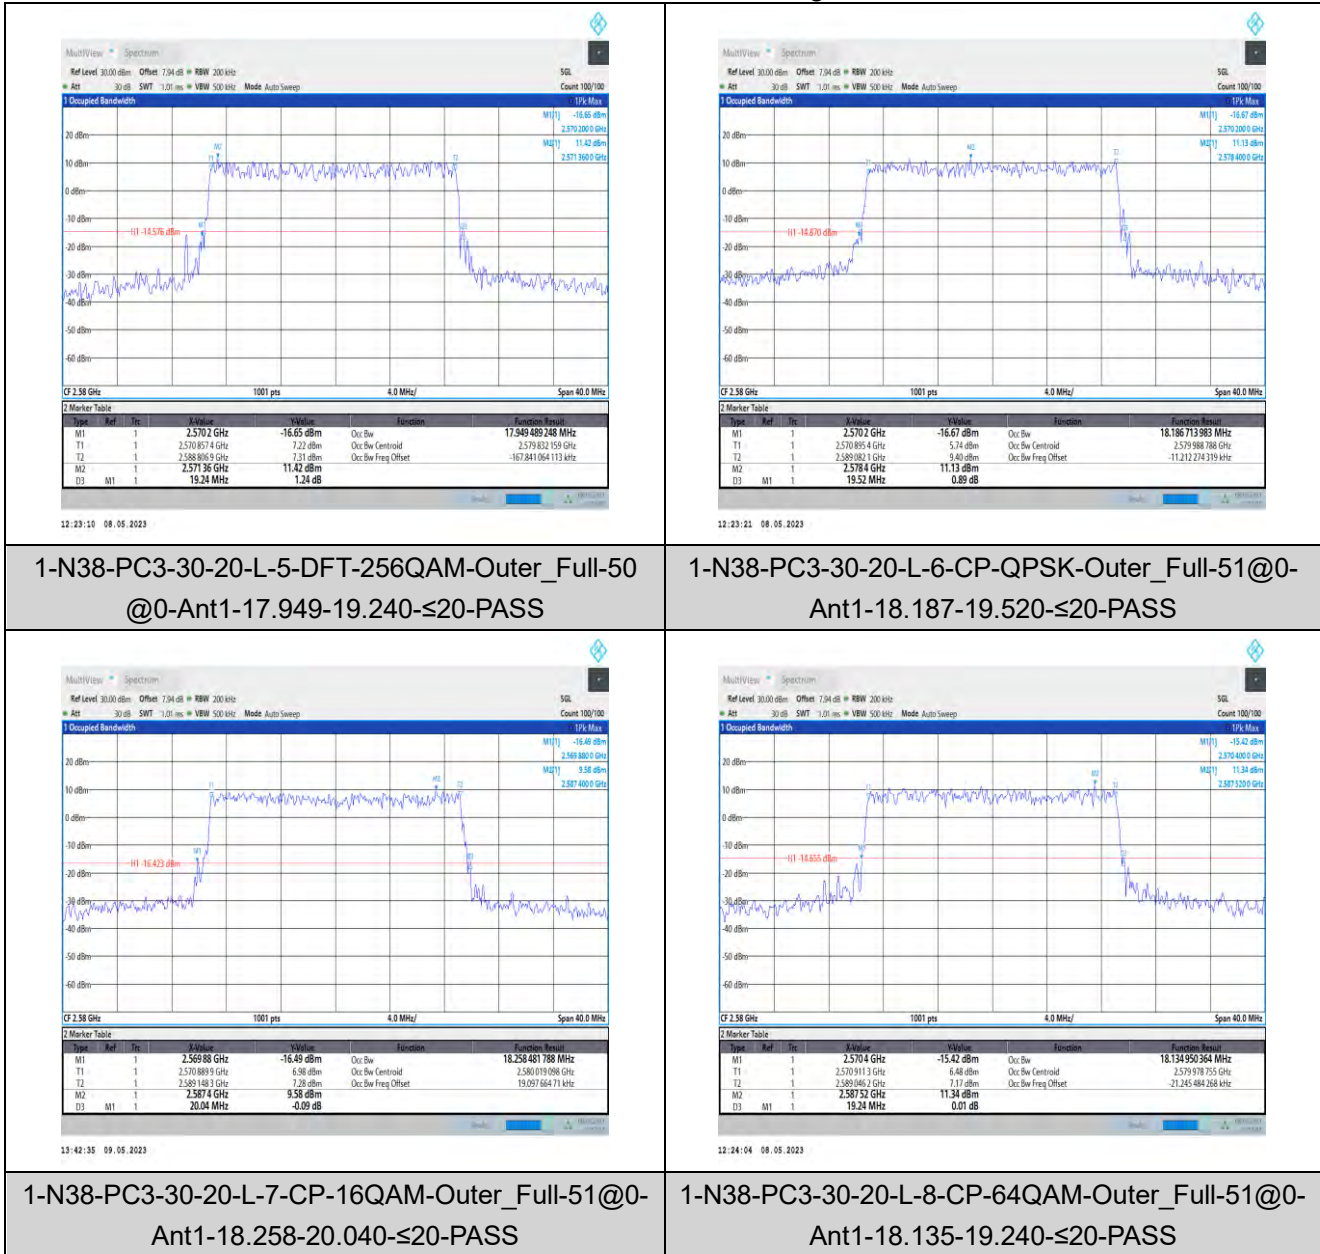 MultiView Spectrum
Ref Level 30.00 dBm Offset 7.94 dB RBW 200 kHz SGL
Att 30 dB SWT 1.01 ms VBW 500 kHz Mode Auto Sweep Count 100/100
1 Occupied Bandwidth 1Pk Max
M1[1] -16.65 dBm
2.570 200 0 GHz
M2[1] 11.42 dBm
2.571 360 0 GHz
20 dBm
10 dBm
0 dBm
-10 dBm
H1 -14.576 dBm
-20 dBm
-30 dBm
-40 dBm
-50 dBm
-60 dBm
CF 2.58 GHz 1001 pts 4.0 MHz/ Span 40.0 MHz
2 Marker Table
Type Ref Trc X-Value Y-Value Function Function Result
M1 1 2.5702 GHz -16.65 dBm Occ Bw 17.949 489 248 MHz
T1 1 2.570 857 4 GHz 7.22 dBm Occ Bw Centroid 2.579 832 159 GHz
T2 1 2.588 806 9 GHz 7.31 dBm Occ Bw Freq Offset -167.841 064 113 kHz
M2 1 2.571 36 GHz 11.42 dBm
D3 M1 1 19.24 MHz 1.24 dB
12:23:10 08.05.2023
1-N38-PC3-30-20-L-5-DFT-256QAM-Outer_Full-50
@0-Ant1-17.949-19.240-≤20-PASS
MultiView Spectrum
Ref Level 30.00 dBm Offset 7.94 dB RBW 200 kHz SGL
Att 30 dB SWT 1.01 ms VBW 500 kHz Mode Auto Sweep Count 100/100
1 Occupied Bandwidth 1Pk Max
M1[1] -16.67 dBm
2.570 200 0 GHz
M2[1] 11.13 dBm
2.578 400 0 GHz
20 dBm
10 dBm
0 dBm
-10 dBm
H1 -14.870 dBm
-20 dBm
-30 dBm
-40 dBm
-50 dBm
-60 dBm
CF 2.58 GHz 1001 pts 4.0 MHz/ Span 40.0 MHz
2 Marker Table
Type Ref Trc X-Value Y-Value Function Function Result
M1 1 2.5702 GHz -16.67 dBm Occ Bw 18.186 713 983 MHz
T1 1 2.570 895 4 GHz 5.74 dBm Occ Bw Centroid 2.579 988 788 GHz
T2 1 2.589 082 1 GHz 9.40 dBm Occ Bw Freq Offset -11.212 274 319 kHz
M2 1 2.5784 GHz 11.13 dBm
D3 M1 1 19.52 MHz 0.89 dB
12:23:21 08.05.2023
1-N38-PC3-30-20-L-6-CP-QPSK-Outer_Full-51@0-
Ant1-18.187-19.520-≤20-PASS
MultiView Spectrum
Ref Level 30.00 dBm Offset 7.94 dB RBW 200 kHz SGL
Att 30 dB SWT 1.01 ms VBW 500 kHz Mode Auto Sweep Count 100/100
1 Occupied Bandwidth 1Pk Max
M1[1] -16.49 dBm
2.569 880 0 GHz
M2[1] 9.58 dBm
2.587 400 0 GHz
20 dBm
10 dBm
0 dBm
-10 dBm
H1 -16.423 dBm
-20 dBm
-30 dBm
-40 dBm
-50 dBm
-60 dBm
CF 2.58 GHz 1001 pts 4.0 MHz/ Span 40.0 MHz
2 Marker Table
Type Ref Trc X-Value Y-Value Function Function Result
M1 1 2.569 88 GHz -16.49 dBm Occ Bw 18.258 481 788 MHz
T1 1 2.570 889 9 GHz 6.98 dBm Occ Bw Centroid 2.580 019 098 GHz
T2 1 2.589 148 3 GHz 7.28 dBm Occ Bw Freq Offset 19.097 664 71 kHz
M2 1 2.5874 GHz 9.58 dBm
D3 M1 1 20.04 MHz -0.09 dB
13:42:35 09.05.2023
1-N38-PC3-30-20-L-7-CP-16QAM-Outer_Full-51@0-
Ant1-18.258-20.040-≤20-PASS
MultiView Spectrum
Ref Level 30.00 dBm Offset 7.94 dB RBW 200 kHz SGL
Att 30 dB SWT 1.01 ms VBW 500 kHz Mode Auto Sweep Count 100/100
1 Occupied Bandwidth 1Pk Max
M1[1] -15.42 dBm
2.570 400 0 GHz
M2[1] 11.34 dBm
2.587 520 0 GHz
20 dBm
10 dBm
0 dBm
-10 dBm
H1 -14.655 dBm
-20 dBm
-30 dBm
-40 dBm
-50 dBm
-60 dBm
CF 2.58 GHz 1001 pts 4.0 MHz/ Span 40.0 MHz
2 Marker Table
Type Ref Trc X-Value Y-Value Function Function Result
M1 1 2.5704 GHz -15.42 dBm Occ Bw 18.134 950 364 MHz
T1 1 2.570 911 3 GHz 6.48 dBm Occ Bw Centroid 2.579 978 755 GHz
T2 1 2.589 046 2 GHz 7.17 dBm Occ Bw Freq Offset -21.245 484 268 kHz
M2 1 2.587 52 GHz 11.34 dBm
D3 M1 1 19.24 MHz 0.01 dB
12:24:04 08.05.2023
1-N38-PC3-30-20-L-8-CP-64QAM-Outer_Full-51@0-
Ant1-18.135-19.240-≤20-PASS